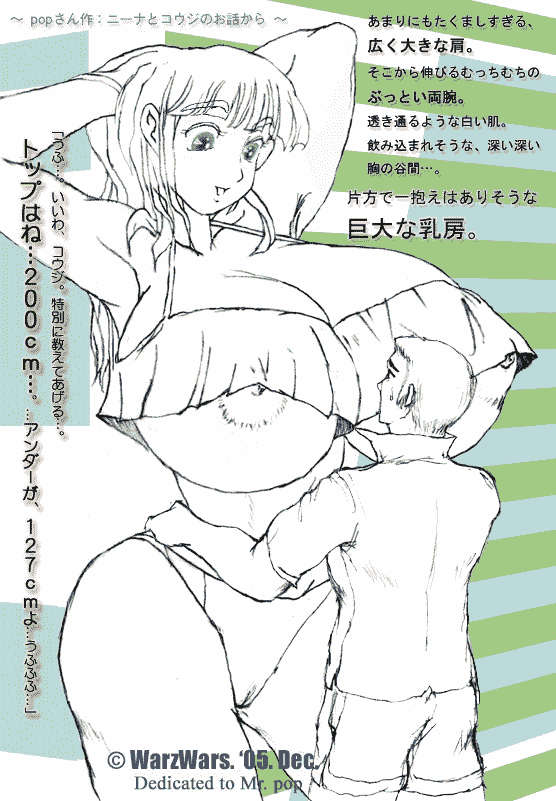 ～ popさん作：ニーナとコウジのお話から ～
あまりにもたくましすぎる、
広く大きな肩。
そこから伸びるむっちむちの
ぶっとい両腕。
透き通るような白い肌。
飲み込まれそうな、深い深い
胸の谷間…。
片方で一抱えはありそうな
巨大な乳房。
「うふ…。いいわ、コウジ。特別に教えてあげる…。
トップはね…200cm…。…アンダーが、127cmよ…うふふふ…」
© WarzWars. '05. Dec.
Dedicated to Mr. pop